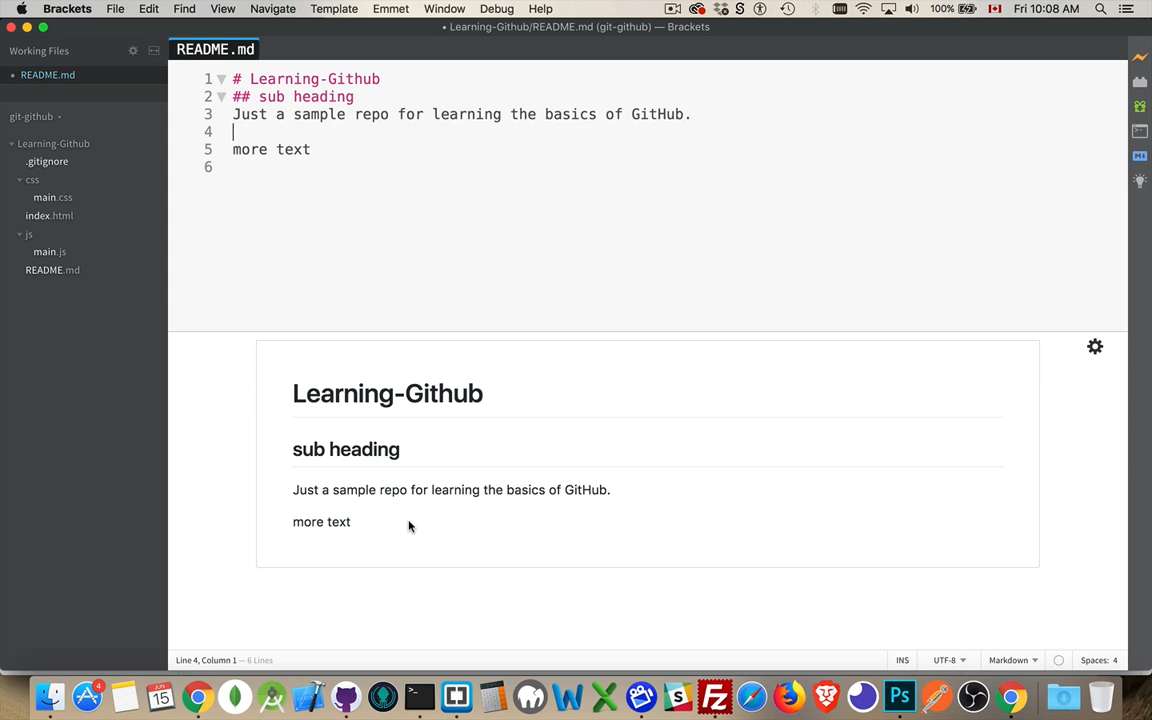 Brackets File Edit Find View Navigate Template Emmet Window Debug Help 100% Fri 10:08 AM
• Learning-Github/README.md (git-github) — Brackets
Working Files
README.md
• README.md
git-github
Learning-Github
.gitignore
css
main.css
index.html
js
main.js
README.md
1 # Learning-Github
2 ## sub heading
3 Just a sample repo for learning the basics of GitHub.
4
5 more text
6
Learning-Github
sub heading
Just a sample repo for learning the basics of GitHub.
more text
Line 4, Column 1 — 6 Lines
INS UTF-8 Markdown Spaces: 4
4
15
Ps